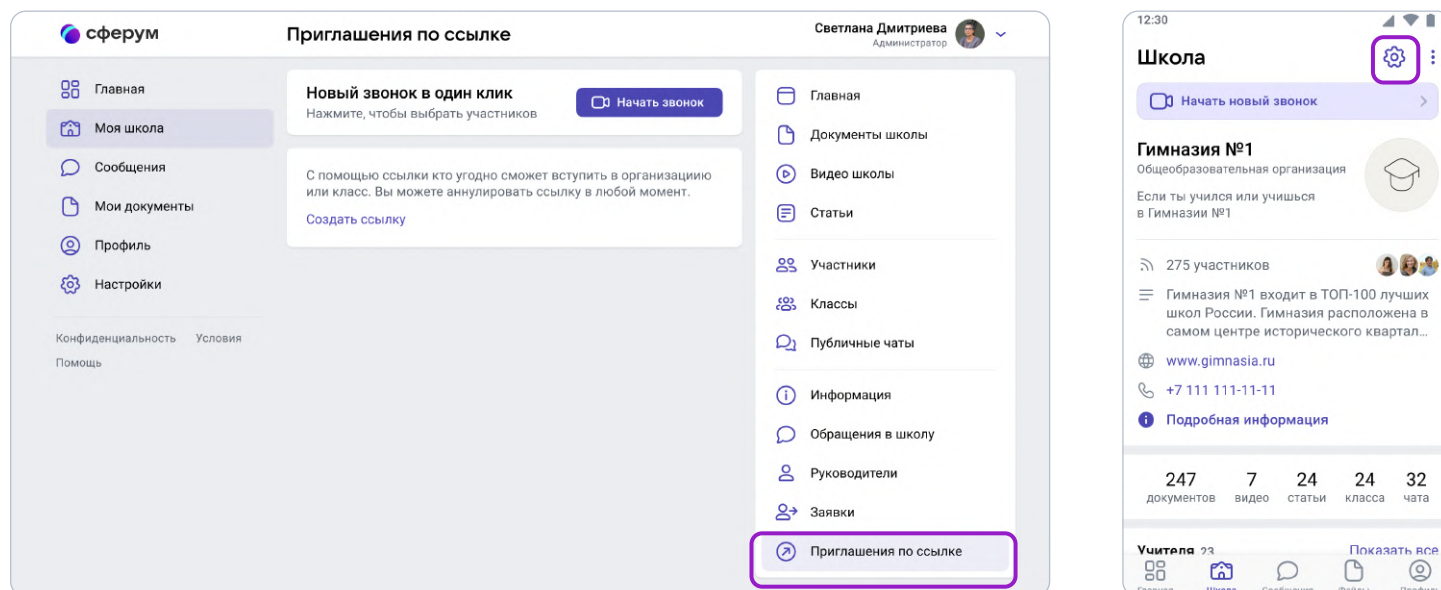 сферум
Приглашения по ссылке
Светлана Дмитриева
Администратор
Главная
Моя школа
Сообщения
Мои документы
Профиль
Настройки
Конфиденциальность Условия
Помощь
Новый звонок в один клик
Нажмите, чтобы выбрать участников
Начать звонок
С помощью ссылки кто угодно сможет вступить в организациию
или класс. Вы можете аннулировать ссылку в любой момент.
Создать ссылку
Главная
Документы школы
Видео школы
Статьи
Участники
Классы
Публичные чаты
Информация
Обращения в школу
Руководители
Заявки
Приглашения по ссылке
12:30
Школа
Начать новый звонок
Гимназия №1
Общеобразовательная организация
Если ты учился или учишься
в Гимназии №1
275 участников
Гимназия №1 входит в ТОП-100 лучших
школ России. Гимназия расположена в
самом центре исторического квартал...
www.gimnasia.ru
+7 111 111-11-11
Подробная информация
247 7 24 24 32
документов видео статьи класса чата
Учителя 23 Показать все